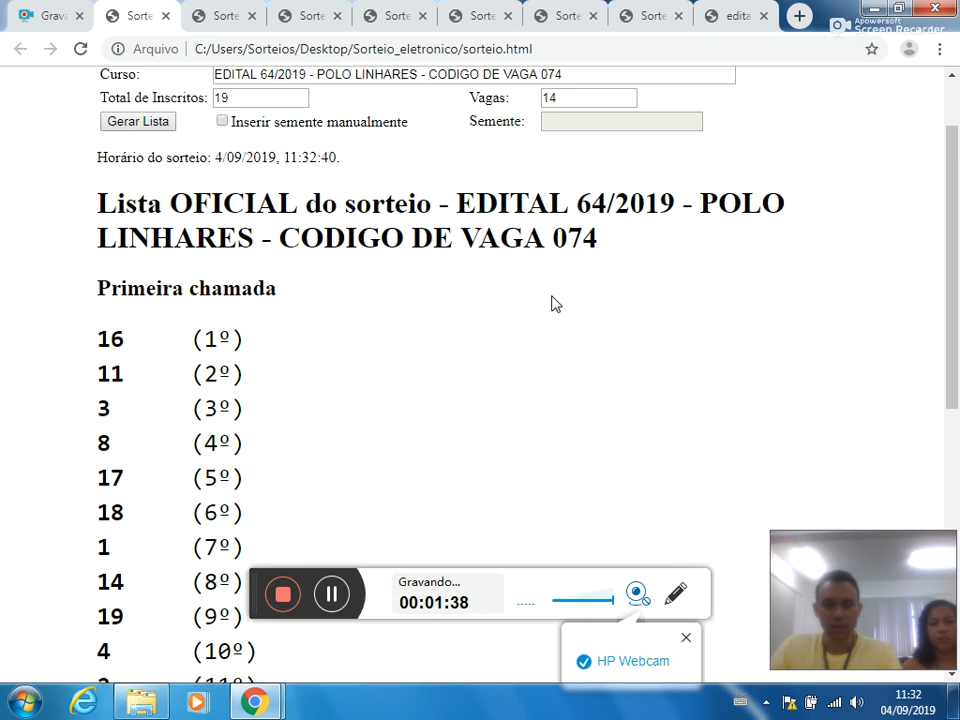 Grava
Sorte
Sorte
Sorte
Sorte
Sorte
Sorte
Sorte
edita
Apowersoft
Screen Recorder
Arquivo
C:/Users/Sorteios/Desktop/Sorteio_eletronico/sorteio.html
Curso: EDITAL 64/2019 - POLO LINHARES - CODIGO DE VAGA 074
Total de Inscritos: 19 Vagas: 14
Gerar Lista Inserir semente manualmente Semente:
Horário do sorteio: 4/09/2019, 11:32:40.
Lista OFICIAL do sorteio - EDITAL 64/2019 - POLO
LINHARES - CODIGO DE VAGA 074
Primeira chamada
16 (1º)
11 (2º)
3 (3º)
8 (4º)
17 (5º)
18 (6º)
1 (7º)
14 (8º)
19 (9º)
4 (10º)
(11º)
Gravando...
00:01:38
HP Webcam
11:32
04/09/2019